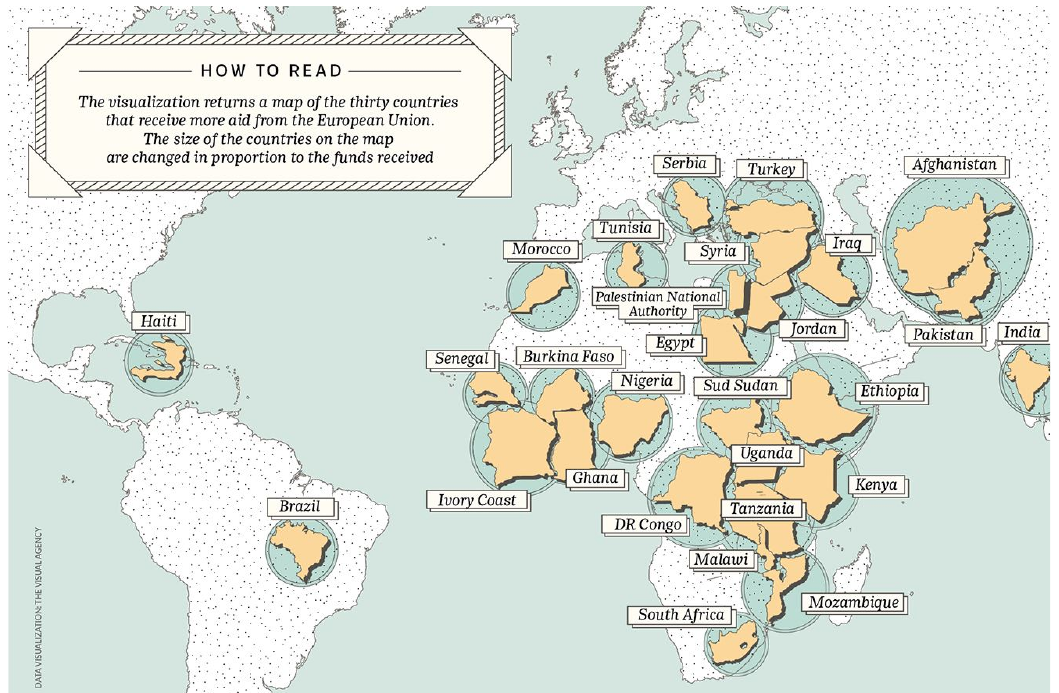 HOW TO READ
The visualization returns a map of the thirty countries
that receive more aid from the European Union.
The size of the countries on the map
are changed in proportion to the funds received
Serbia
Turkey
Afghanistan
Tunisia
Morocco
Syria
Iraq
Palestinian National
Authority
Haiti
Egypt
Jordan
Pakistan
India
Senegal
Burkina Faso
Nigeria
Sud Sudan
Ethiopia
Uganda
Ghana
Kenya
Ivory Coast
Brazil
Tanzania
DR Congo
Malawi
Mozambique
South Africa
DATA VISUALIZATION: THE VISUAL AGENCY